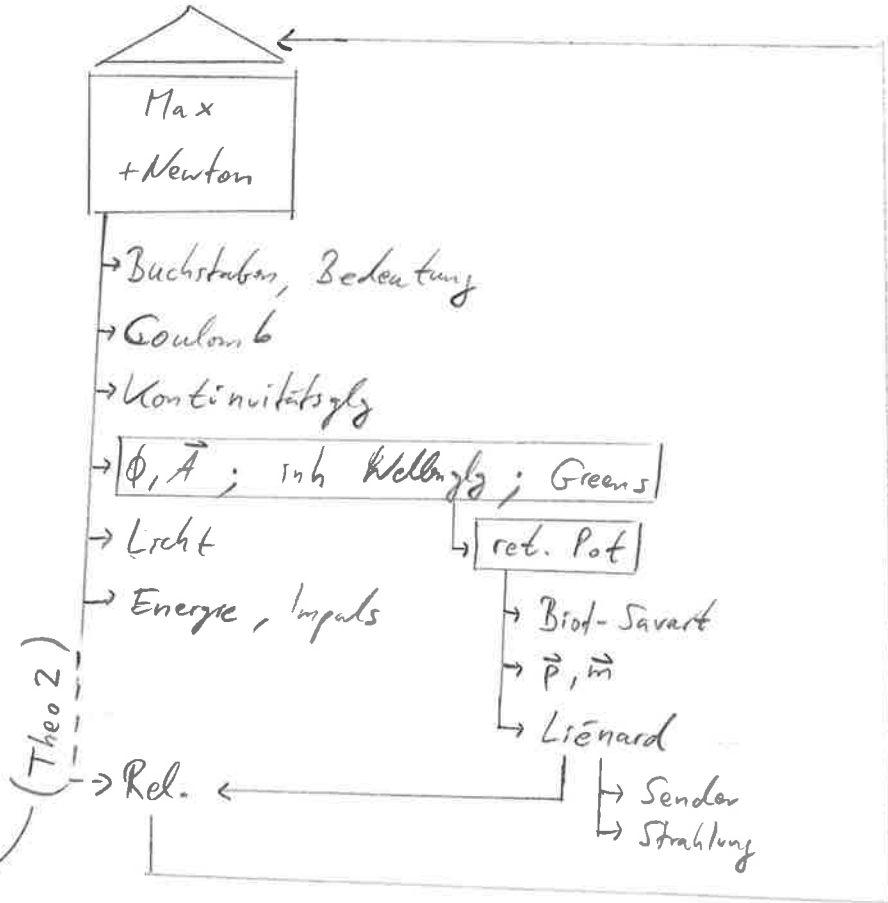 Max
+Newton
Buchstaben, Bedeutung
Coulomb
Kontinuitätsglg
Φ, A⃗ ; inh Wellenglg ; Greens
Licht
ret. Pot
Energie, Impuls
Biot-Savart
p⃗, m⃗
Liénard
(Theo 2)
Rel.
Sender
Strahlung